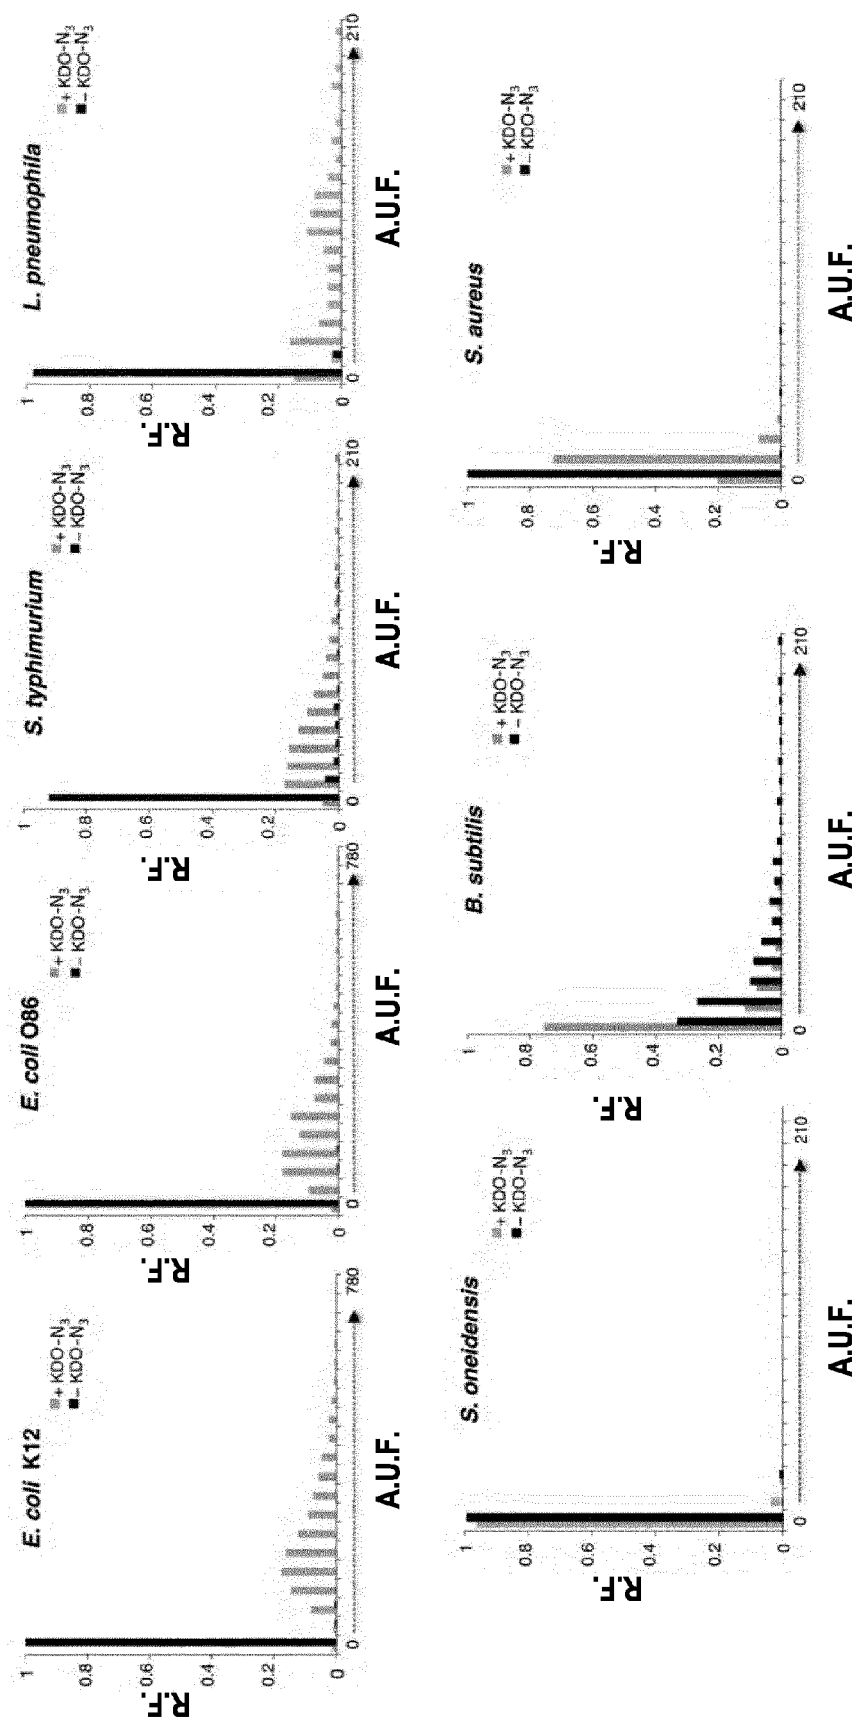 E. coli K12
+ KDO-N3
– KDO-N3
R.F.
1
0.8
0.6
0.4
0.2
0
0
780
A.U.F.
E. coli O86
+ KDO-N3
– KDO-N3
R.F.
1
0.8
0.6
0.4
0.2
0
0
780
A.U.F.
S. typhimurium
+ KDO-N3
– KDO-N3
R.F.
1
0.8
0.6
0.4
0.2
0
0
210
A.U.F.
L. pneumophila
+ KDO-N3
– KDO-N3
R.F.
1
0.8
0.6
0.4
0.2
0
0
210
A.U.F.
S. oneidensis
+ KDO-N3
– KDO-N3
R.F.
1
0.8
0.6
0.4
0.2
0
0
210
A.U.F.
B. subtilis
+ KDO-N3
– KDO-N3
R.F.
1
0.8
0.6
0.4
0.2
0
0
210
A.U.F.
S. aureus
+ KDO-N3
– KDO-N3
R.F.
1
0.8
0.6
0.4
0.2
0
0
210
A.U.F.